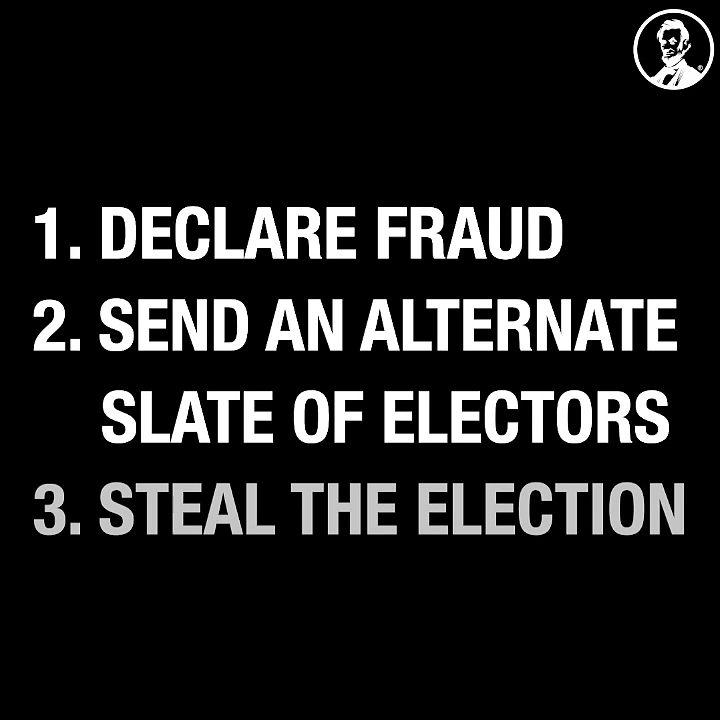 1. DECLARE FRAUD
2. SEND AN ALTERNATE
SLATE OF ELECTORS
3. STEAL THE ELECTION